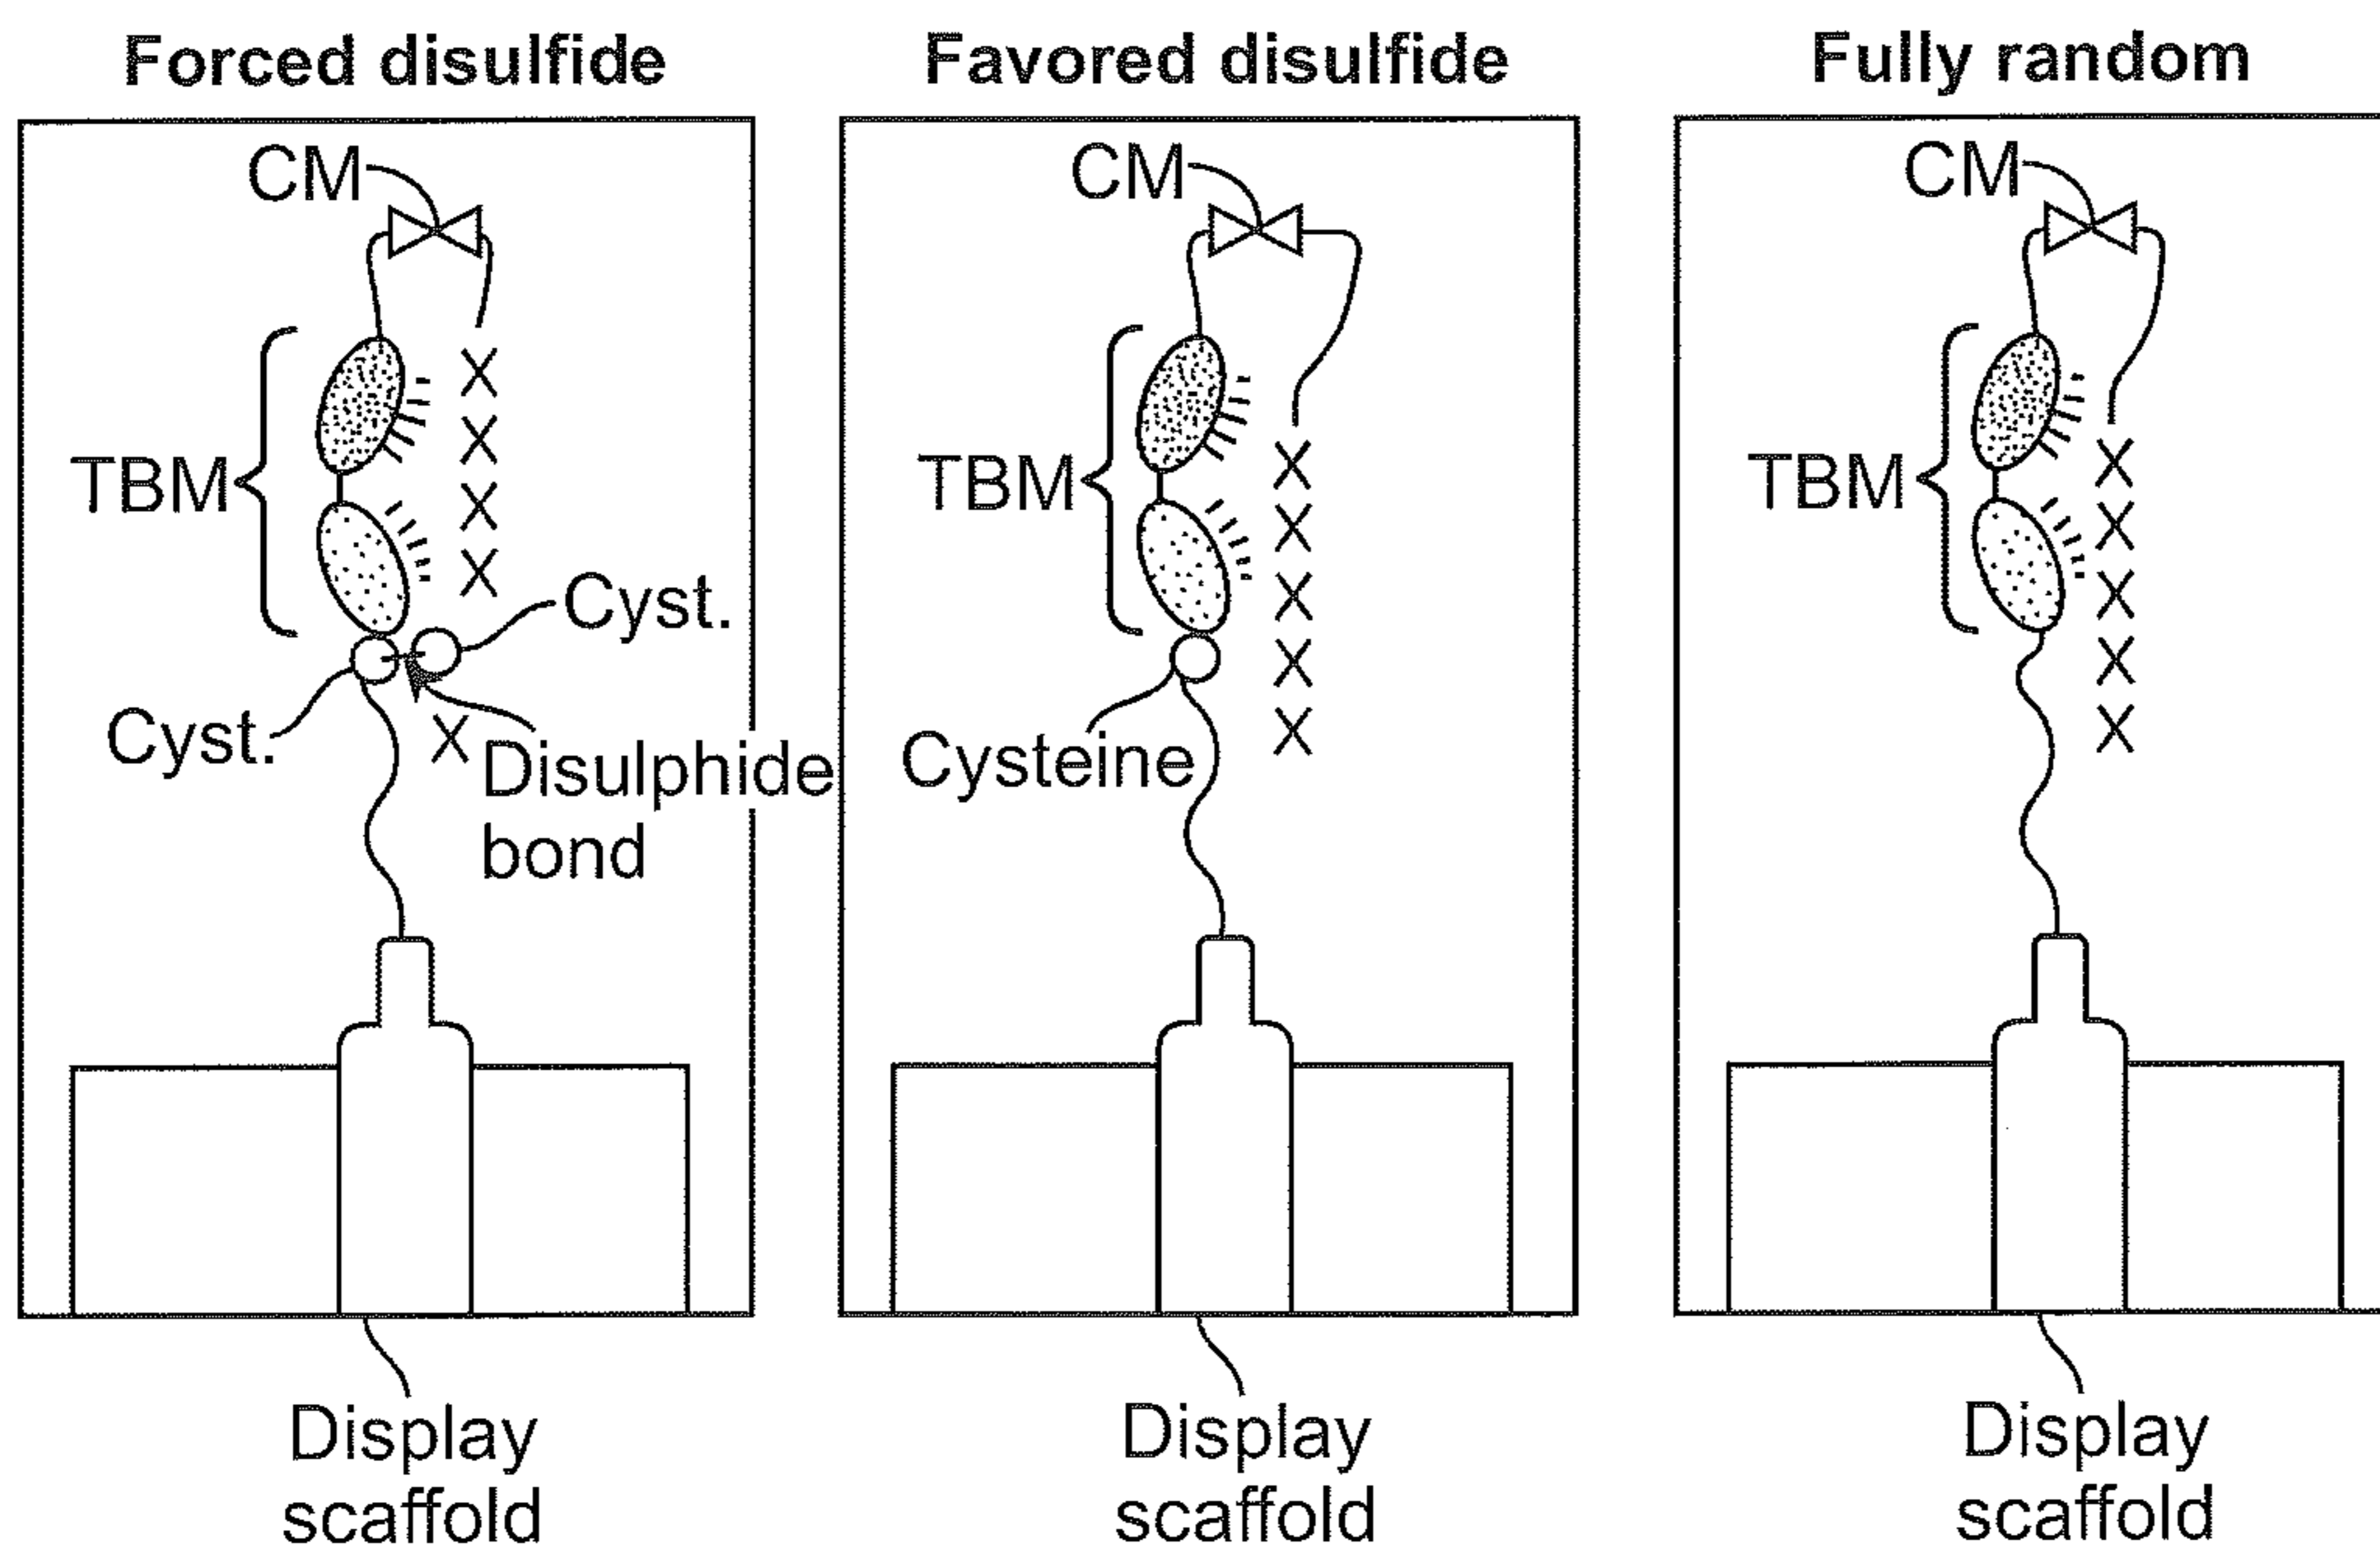 Forced disulfide
CM
TBM
X
X
X
X
Cyst.
Cyst.
X
Disulphide
bond
Display
scaffold
Favored disulfide
CM
TBM
X
X
X
X
X
Cysteine
Display
scaffold
Fully random
CM
TBM
X
X
X
X
X
Display
scaffold